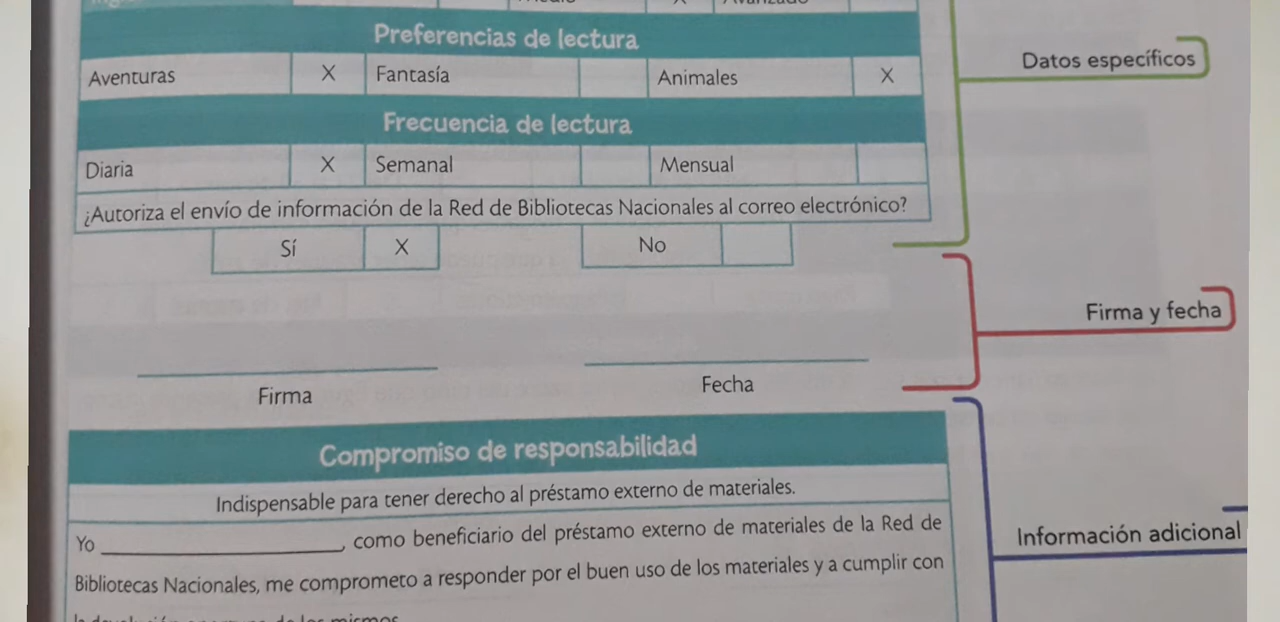 Preferencias de lectura
Aventuras X Fantasía Animales X
Datos específicos
Frecuencia de lectura
Diaria X Semanal Mensual
¿Autoriza el envío de información de la Red de Bibliotecas Nacionales al correo electrónico?
Sí X No
Firma y fecha
Firma Fecha
Compromiso de responsabilidad
Indispensable para tener derecho al préstamo externo de materiales.
Yo ____________________, como beneficiario del préstamo externo de materiales de la Red de
Información adicional
Bibliotecas Nacionales, me comprometo a responder por el buen uso de los materiales y a cumplir con